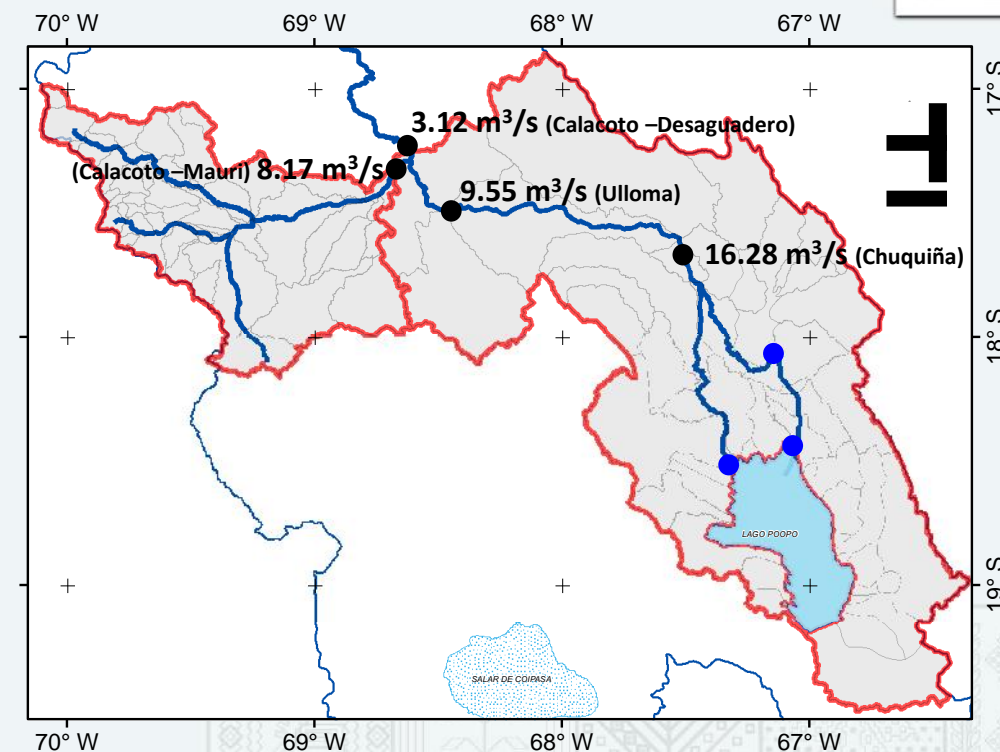 70° W 69° W 68° W 67° W
17° S
3.12 m³/s (Calacoto –Desaguadero)
(Calacoto –Mauri) 8.17 m³/s
9.55 m³/s (Ulloma)
16.28 m³/s (Chuquiña)
18° S
LAGO POOPO
19° S
SALAR DE COIPASA
70° W 69° W 68° W 67° W